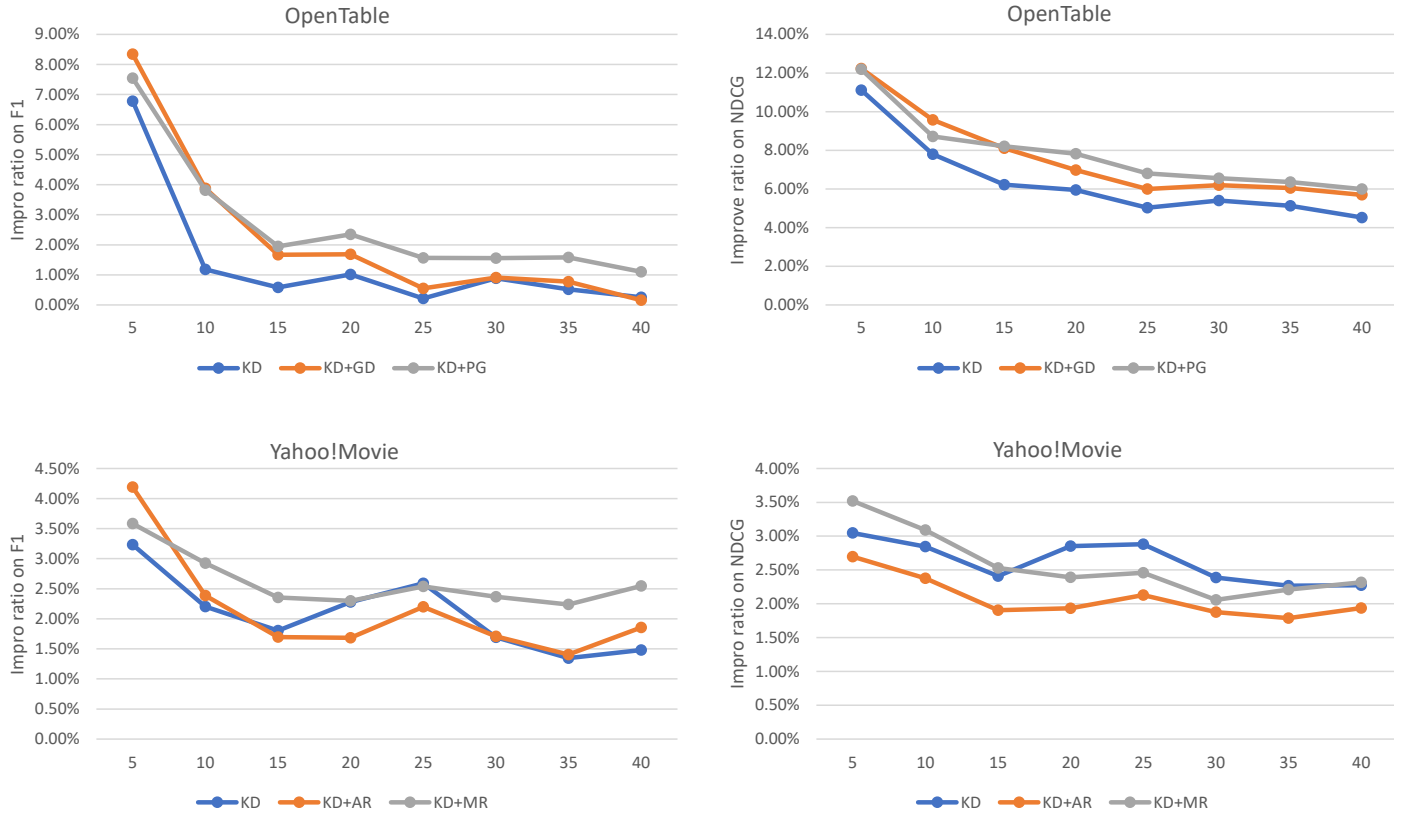 OpenTable
Impro ratio on F1
9.00%
8.00%
7.00%
6.00%
5.00%
4.00%
3.00%
2.00%
1.00%
0.00%
5 10 15 20 25 30 35 40
KD KD+GD KD+PG
OpenTable
Improve ratio on NDCG
14.00%
12.00%
10.00%
8.00%
6.00%
4.00%
2.00%
0.00%
5 10 15 20 25 30 35 40
KD KD+GD KD+PG
Yahoo!Movie
Impro ratio on F1
4.50%
4.00%
3.50%
3.00%
2.50%
2.00%
1.50%
1.00%
0.50%
0.00%
5 10 15 20 25 30 35 40
KD KD+AR KD+MR
Yahoo!Movie
Impro ratio on NDCG
4.00%
3.50%
3.00%
2.50%
2.00%
1.50%
1.00%
0.50%
0.00%
5 10 15 20 25 30 35 40
KD KD+AR KD+MR